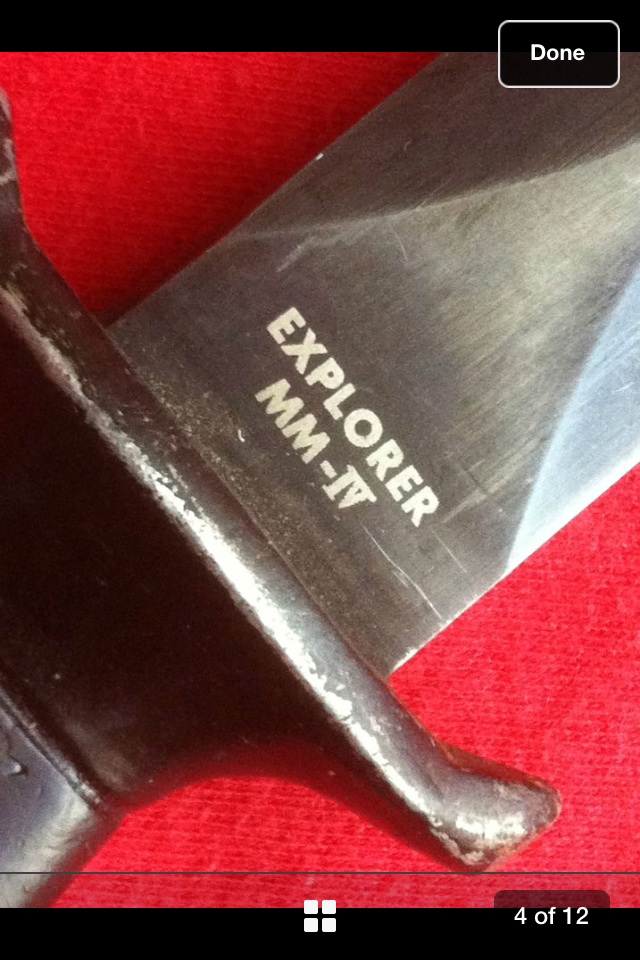 Done
EXPLORER
MM-IV
4 of 12